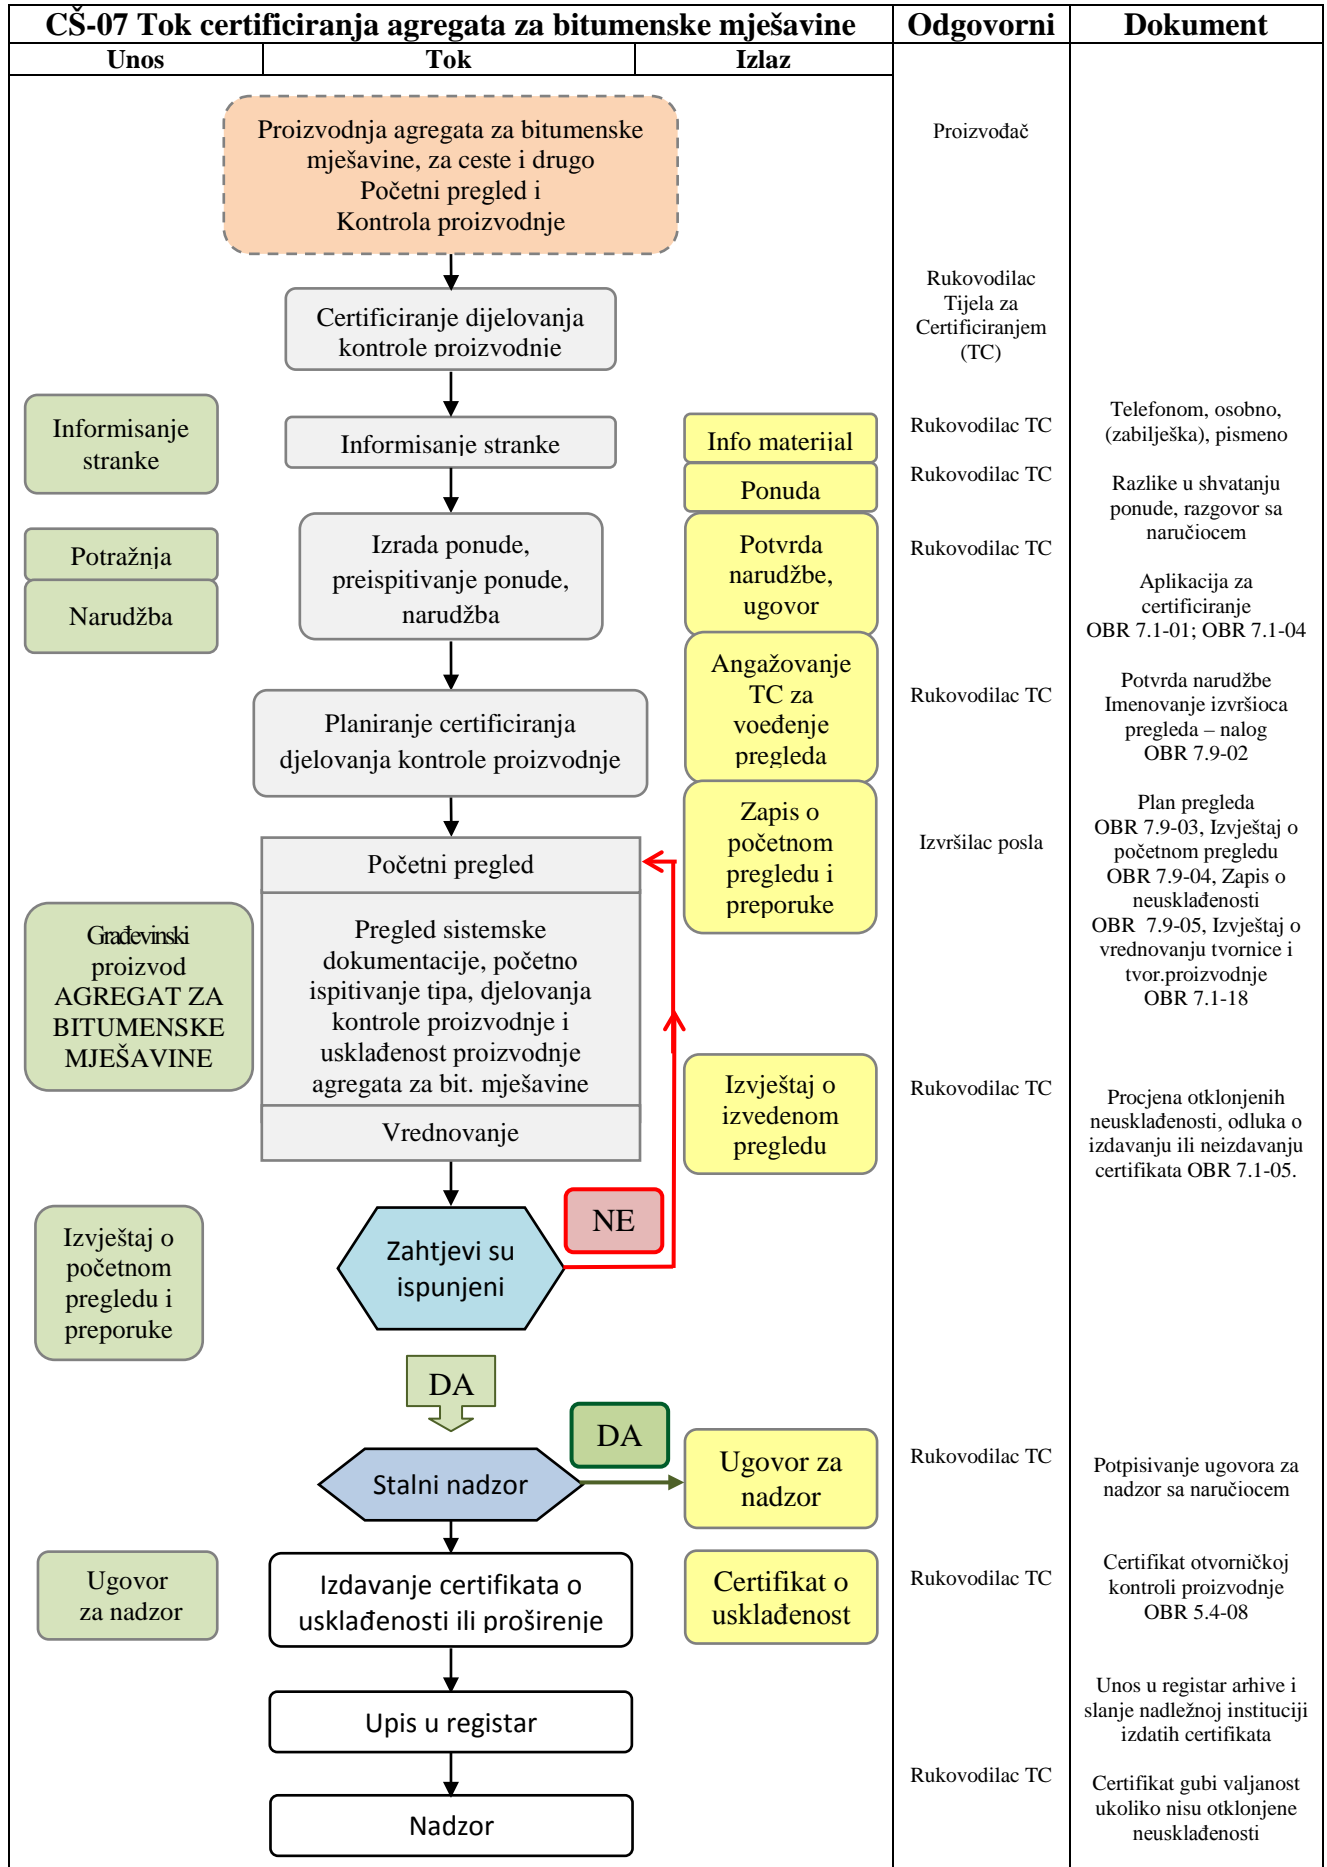 CŠ-07 Tok certificiranja agregata za bitumenske mješavine
Odgovorni
Dokument
Unos
Tok
Izlaz
Proizvodnja agregata za bitumenske
mješavine, za ceste i drugo
Početni pregled i
Kontrola proizvodnje
Proizvođač
Certificiranje dijelovanja
kontrole proizvodnje
Rukovodilac
Tijela za
Certificiranjem
(TC)
Informisanje
stranke
Informisanje stranke
Info materijal
Rukovodilac TC
Telefonom, osobno,
(zabilješka), pismeno
Ponuda
Rukovodilac TC
Razlike u shvatanju
ponude, razgovor sa
naručiocem
Potražnja
Narudžba
Izrada ponude,
preispitivanje ponude,
narudžba
Potvrda
narudžbe,
ugovor
Rukovodilac TC
Aplikacija za
certificiranje
OBR 7.1-01; OBR 7.1-04
Planiranje certificiranja
djelovanja kontrole proizvodnje
Angažovanje
TC za
voeđenje
pregleda
Rukovodilac TC
Potvrda narudžbe
Imenovanje izvršioca
pregleda – nalog
OBR 7.9-02
Početni pregled
Zapis o
početnom
pregledu i
preporuke
Izvršilac posla
Plan pregleda
OBR 7.9-03, Izvještaj o
početnom pregledu
OBR 7.9-04, Zapis o
neusklađenosti
OBR 7.9-05, Izvještaj o
vrednovanju tvornice i
tvor.proizvodnje
OBR 7.1-18
Građevinski
proizvod
AGREGAT ZA
BITUMENSKE
MJEŠAVINE
Pregled sistemske
dokumentacije, početno
ispitivanje tipa, djelovanja
kontrole proizvodnje i
usklađenost proizvodnje
agregata za bit. mješavine
Vrednovanje
Izvještaj o
izvedenom
pregledu
Rukovodilac TC
Procjena otklonjenih
neusklađenosti, odluka o
izdavanju ili neizdavanju
certifikata OBR 7.1-05.
Izvještaj o
početnom
pregledu i
preporuke
Zahtjevi su
ispunjeni
NE
DA
Stalni nadzor
DA
Ugovor za
nadzor
Rukovodilac TC
Potpisivanje ugovora za
nadzor sa naručiocem
Ugovor
za nadzor
Izdavanje certifikata o
usklađenosti ili proširenje
Certifikat o
usklađenost
Rukovodilac TC
Certifikat otvorničkoj
kontroli proizvodnje
OBR 5.4-08
Upis u registar
Unos u registar arhive i
slanje nadležnoj instituciji
izdatih certifikata
Nadzor
Rukovodilac TC
Certifikat gubi valjanost
ukoliko nisu otklonjene
neusklađenosti